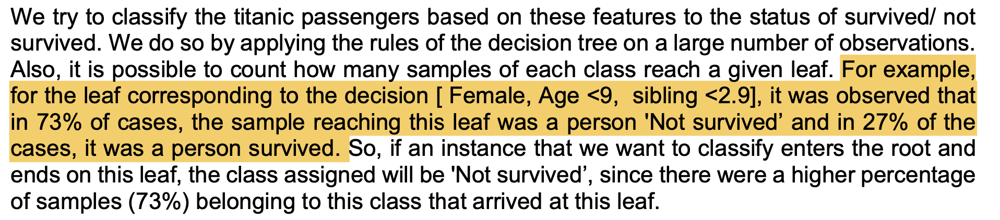 We try to classify the titanic passengers based on these features to the status of survived/ not
survived. We do so by applying the rules of the decision tree on a large number of observations.
Also, it is possible to count how many samples of each class reach a given leaf. For example,
for the leaf corresponding to the decision [ Female, Age <9,  sibling <2.9], it was observed that
in 73% of cases, the sample reaching this leaf was a person 'Not survived’ and in 27% of the
cases, it was a person survived. So, if an instance that we want to classify enters the root and
ends on this leaf, the class assigned will be 'Not survived’, since there were a higher percentage
of samples (73%) belonging to this class that arrived at this leaf.